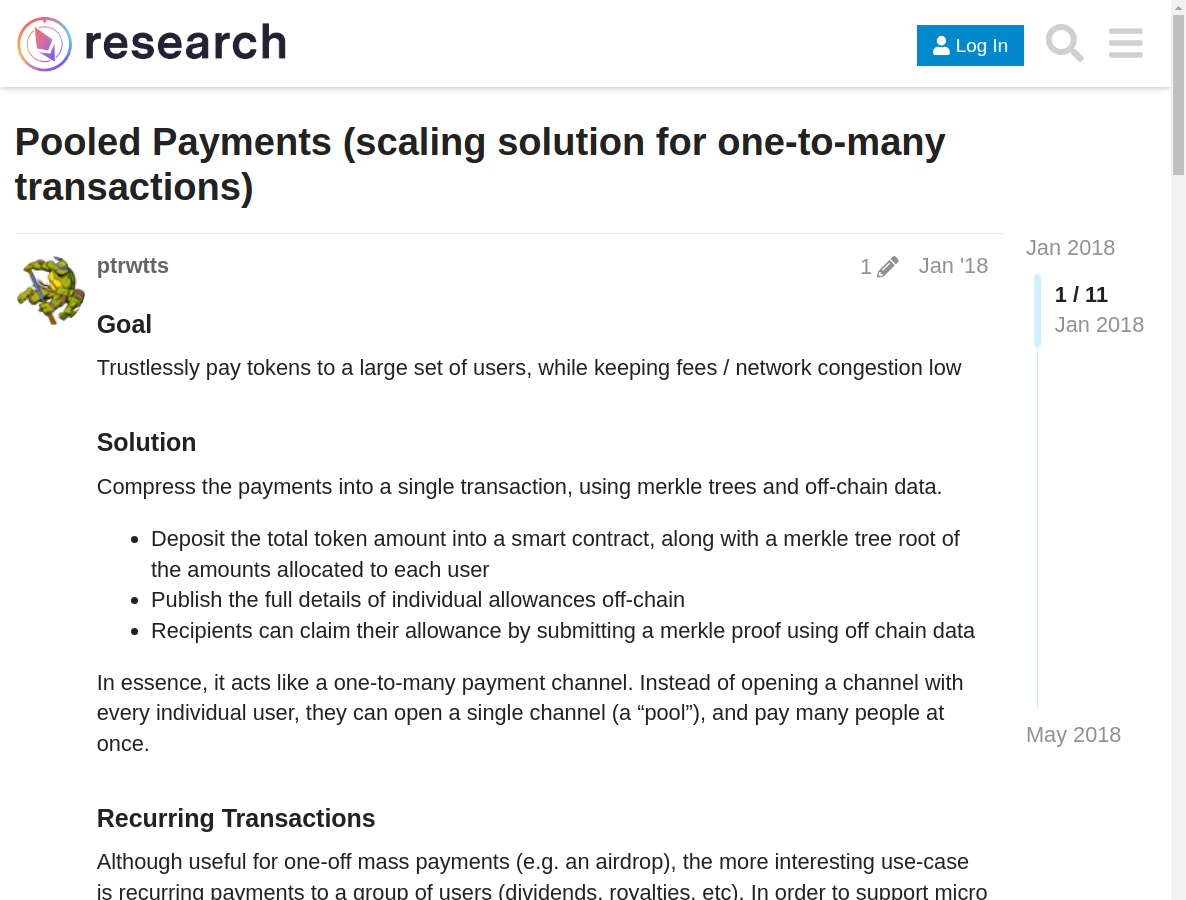 research
Log In
Pooled Payments (scaling solution for one-to-many
transactions)
ptrwtts
1
Jan '18
Jan 2018
1 / 11
Jan 2018
Goal
Trustlessly pay tokens to a large set of users, while keeping fees / network congestion low
Solution
Compress the payments into a single transaction, using merkle trees and off-chain data.
Deposit the total token amount into a smart contract, along with a merkle tree root of
the amounts allocated to each user
Publish the full details of individual allowances off-chain
Recipients can claim their allowance by submitting a merkle proof using off chain data
In essence, it acts like a one-to-many payment channel. Instead of opening a channel with
every individual user, they can open a single channel (a “pool”), and pay many people at
once.
May 2018
Recurring Transactions
Although useful for one-off mass payments (e.g. an airdrop), the more interesting use-case
is recurring payments to a group of users (dividends, royalties, etc). In order to support micro